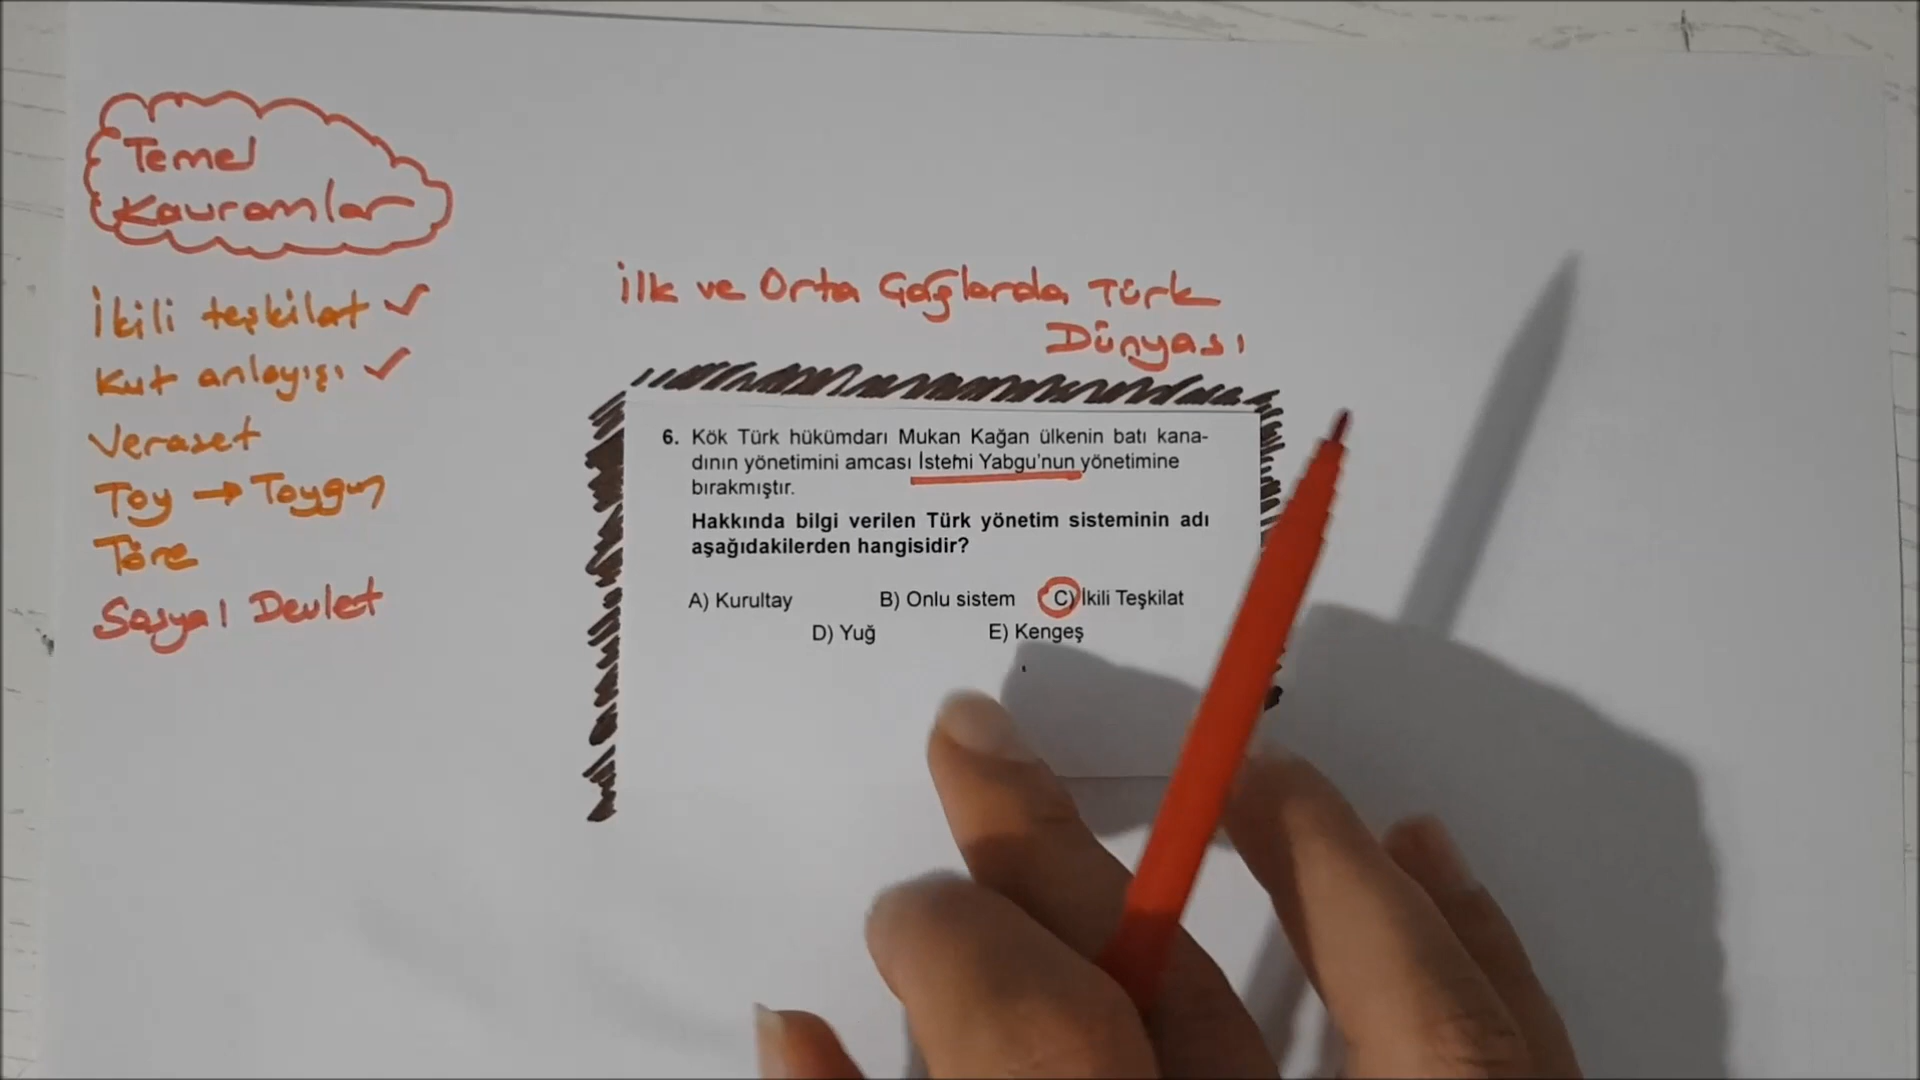 Temel
Kavramlar
İkili teşkilat ✓
Kut anlayışı ✓
Veraset
Toy → Toygun
Töre
Sosyal Devlet
İlk ve Orta Çağlarda Türk
Dünyası
6. Kök Türk hükümdarı Mukan Kağan ülkenin batı kana-
dının yönetimini amcası İstemi Yabgu'nun yönetimine
bırakmıştır.
Hakkında bilgi verilen Türk yönetim sisteminin adı
aşağıdakilerden hangisidir?
A) Kurultay B) Onlu sistem C) İkili Teşkilat
D) Yuğ E) Kengeş